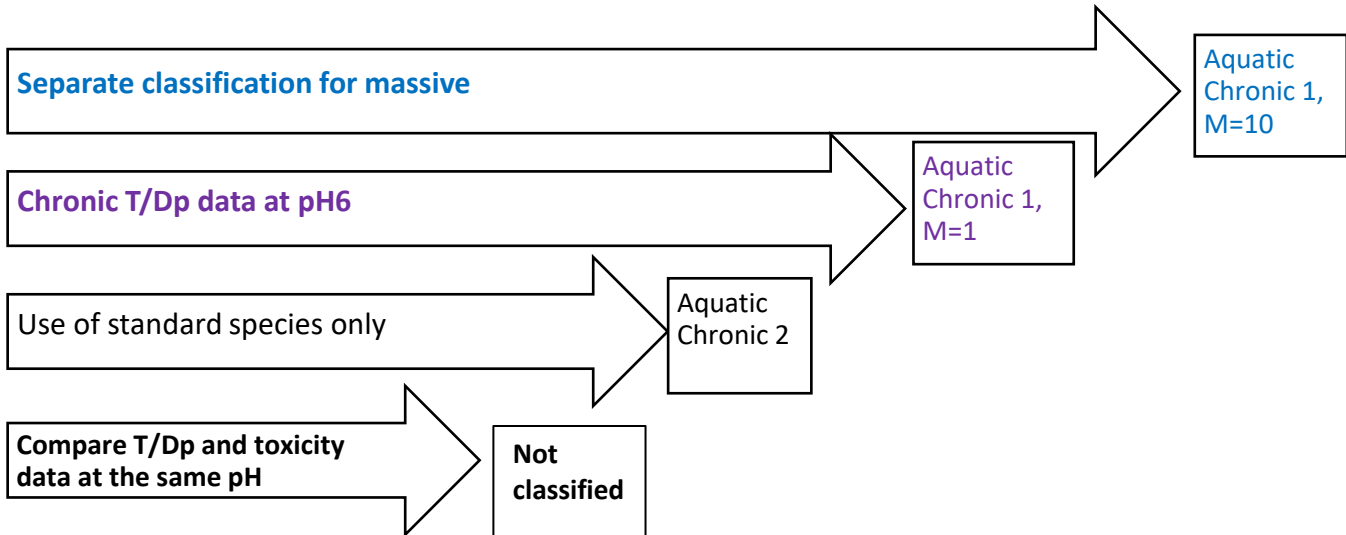 Separate classification for massive
Aquatic
Chronic 1,
M=10
Chronic T/Dp data at pH6
Aquatic
Chronic 1,
M=1
Use of standard species only
Aquatic
Chronic 2
Compare T/Dp and toxicity
data at the same pH
Not
classified